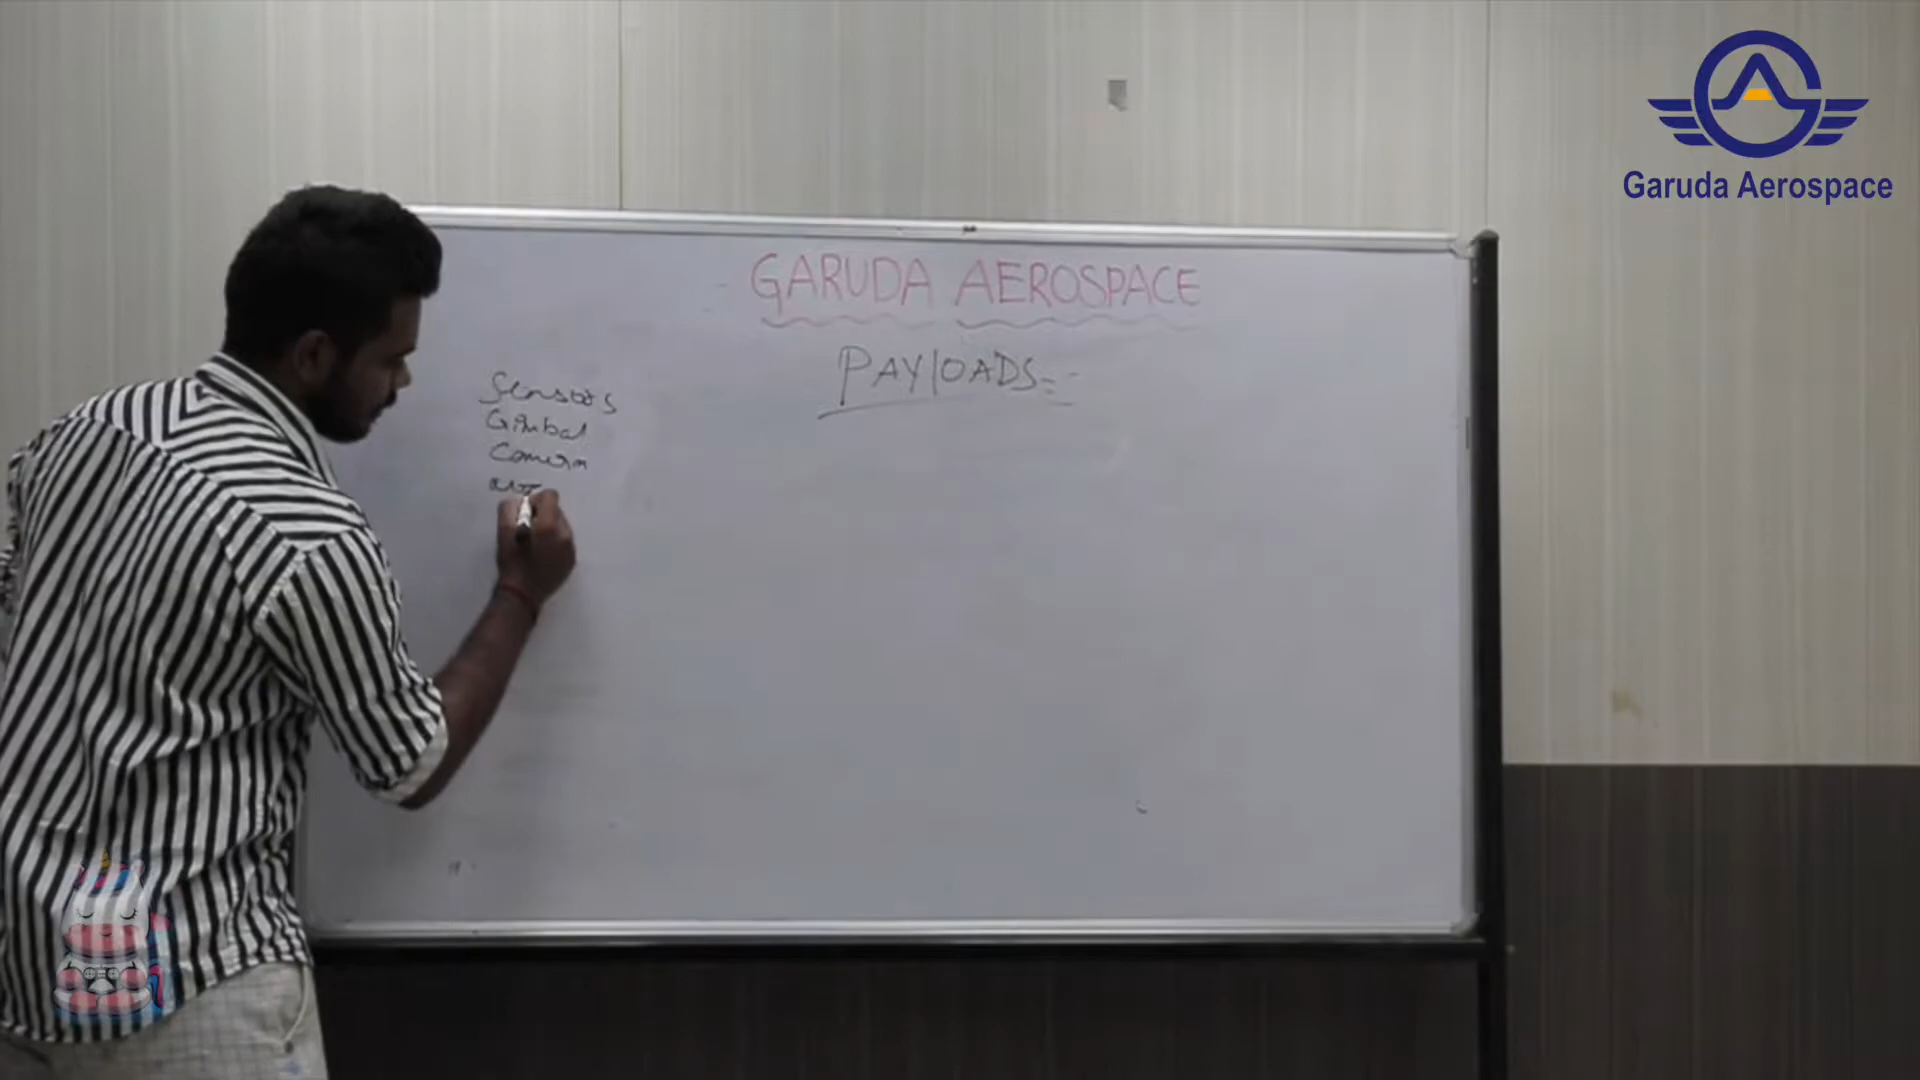 Garuda Aerospace
GARUDA AEROSPACE
PAYLOADS
Sensors
Gimbal
Camera